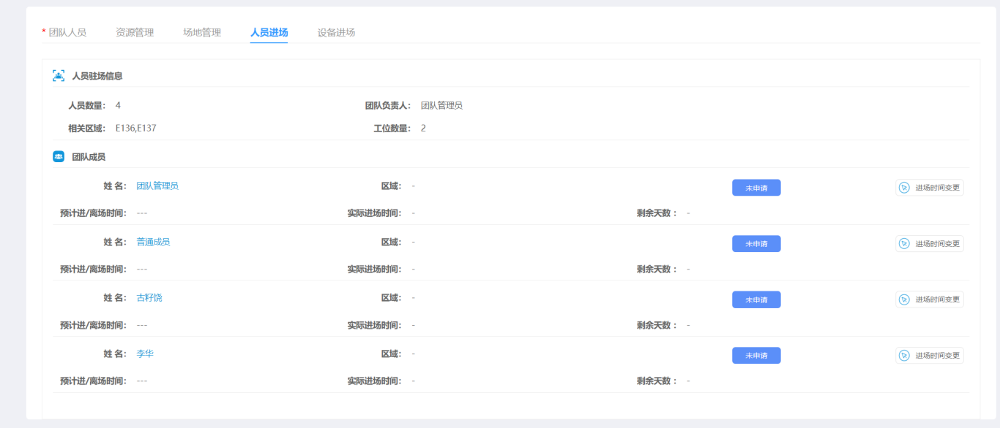 * 团队人员 资源管理 场地管理 人员进场 设备进场
人员驻场信息
人员数量： 4 团队负责人： 团队管理员
相关区域： E136,E137 工位数量： 2
团队成员
姓 名： 团队管理员 区域： - 未申请 进场时间变更
预计进/离场时间： --- 实际进场时间： - 剩余天数 ： -
姓 名： 普通成员 区域： - 未申请 进场时间变更
预计进/离场时间： --- 实际进场时间： - 剩余天数 ： -
姓 名： 古籽饶 区域： - 未申请 进场时间变更
预计进/离场时间： --- 实际进场时间： - 剩余天数 ： -
姓 名： 李华 区域： - 未申请 进场时间变更
预计进/离场时间： --- 实际进场时间： - 剩余天数 ： -